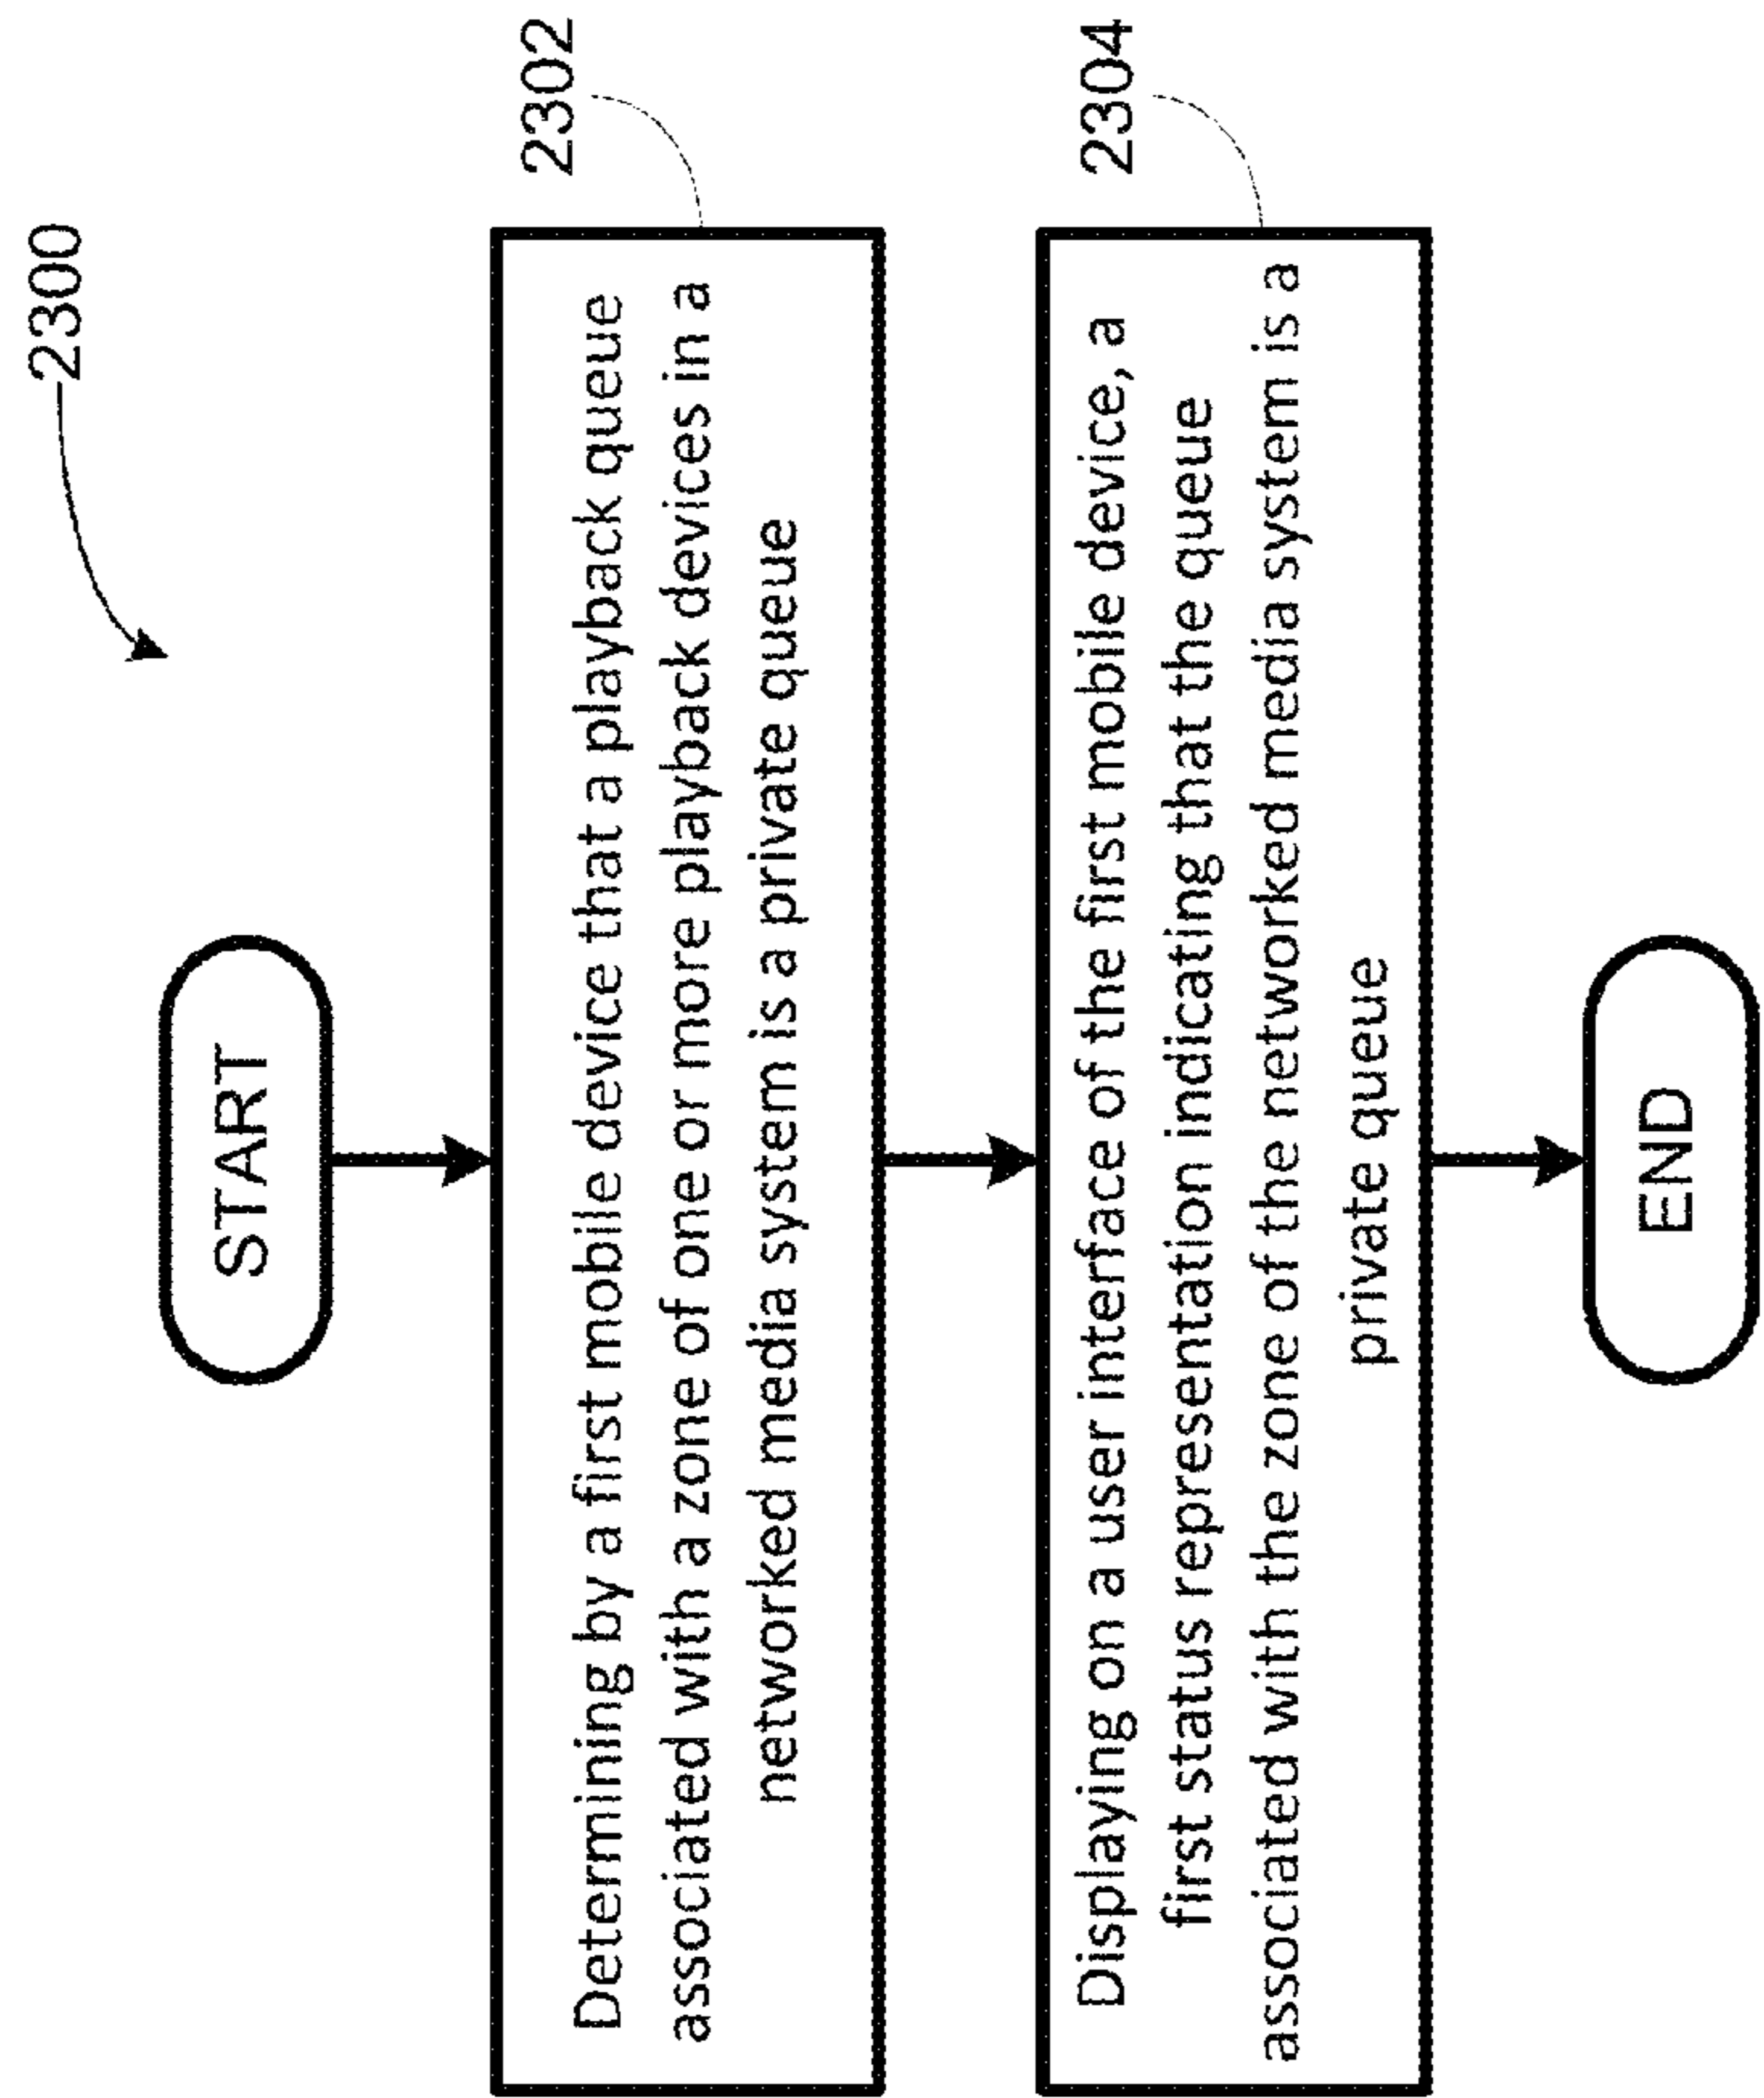 2300
START
2302
Determining by a first mobile device that a playback queue
associated with a zone of one or more playback devices in a
networked media system is a private queue
2304
Displaying on a user interface of the first mobile device, a
first status representation indicating that the queue
associated with the zone of the networked media system is a
private queue
END